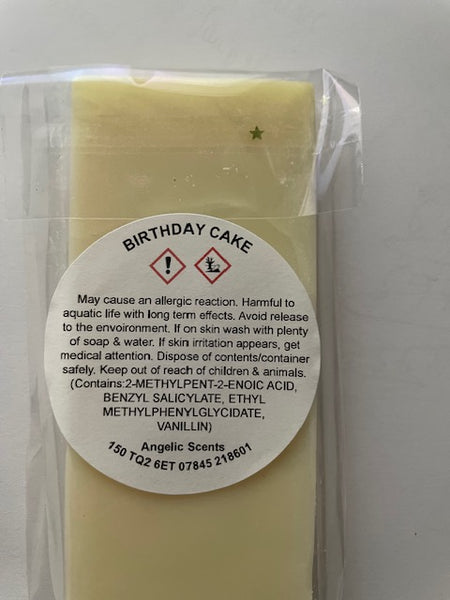 BIRTHDAY CAKE
May cause an allergic reaction. Harmful to
aquatic life with long term effects. Avoid release
to the envoironment. If on skin wash with plenty
of soap & water. If skin irritation appears, get
medical attention. Dispose of contents/container
safely. Keep out of reach of children & animals.
(Contains:2-METHYLPENT-2-ENOIC ACID,
BENZYL SALICYLATE, ETHYL
METHYLPHENYLGLYCIDATE,
VANILLIN)
Angelic Scents
150 TQ2 6ET 07845 218601